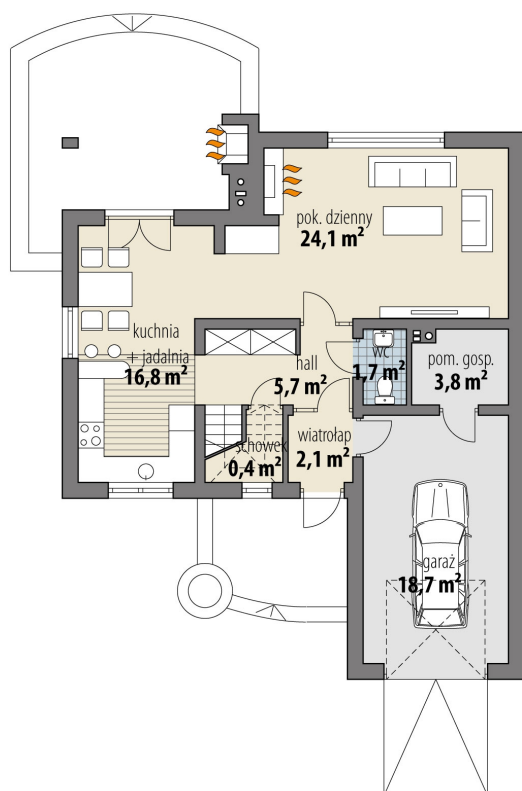 pok. dzienny
24,1 m²
kuchnia
+ jadalnia
16,8 m²
hall
5,7 m²
wc
1,7 m²
pom. gosp.
3,8 m²
schowek
0,4 m²
wiatrołap
2,1 m²
garaż
18,7 m²